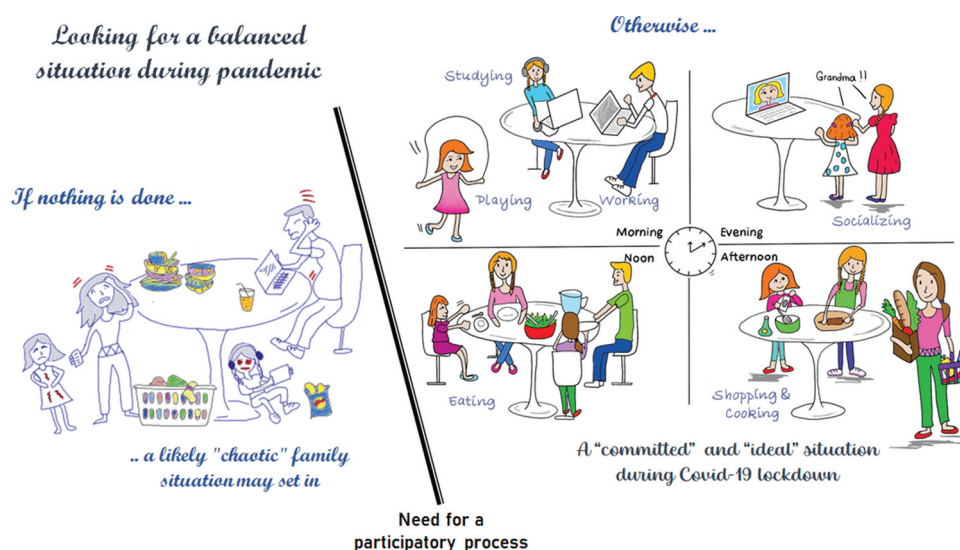 Looking for a balanced
situation during pandemic
If nothing is done ...
.. a likely "chaotic" family
situation may set in
Need for a
participatory process
Otherwise ...
Studying
Playing
Working
Grandma !!
Socializing
Morning
Evening
Noon
Afternoon
Eating
Shopping &
Cooking
A “committed” and “ideal” situation
during Covid-19 lockdown